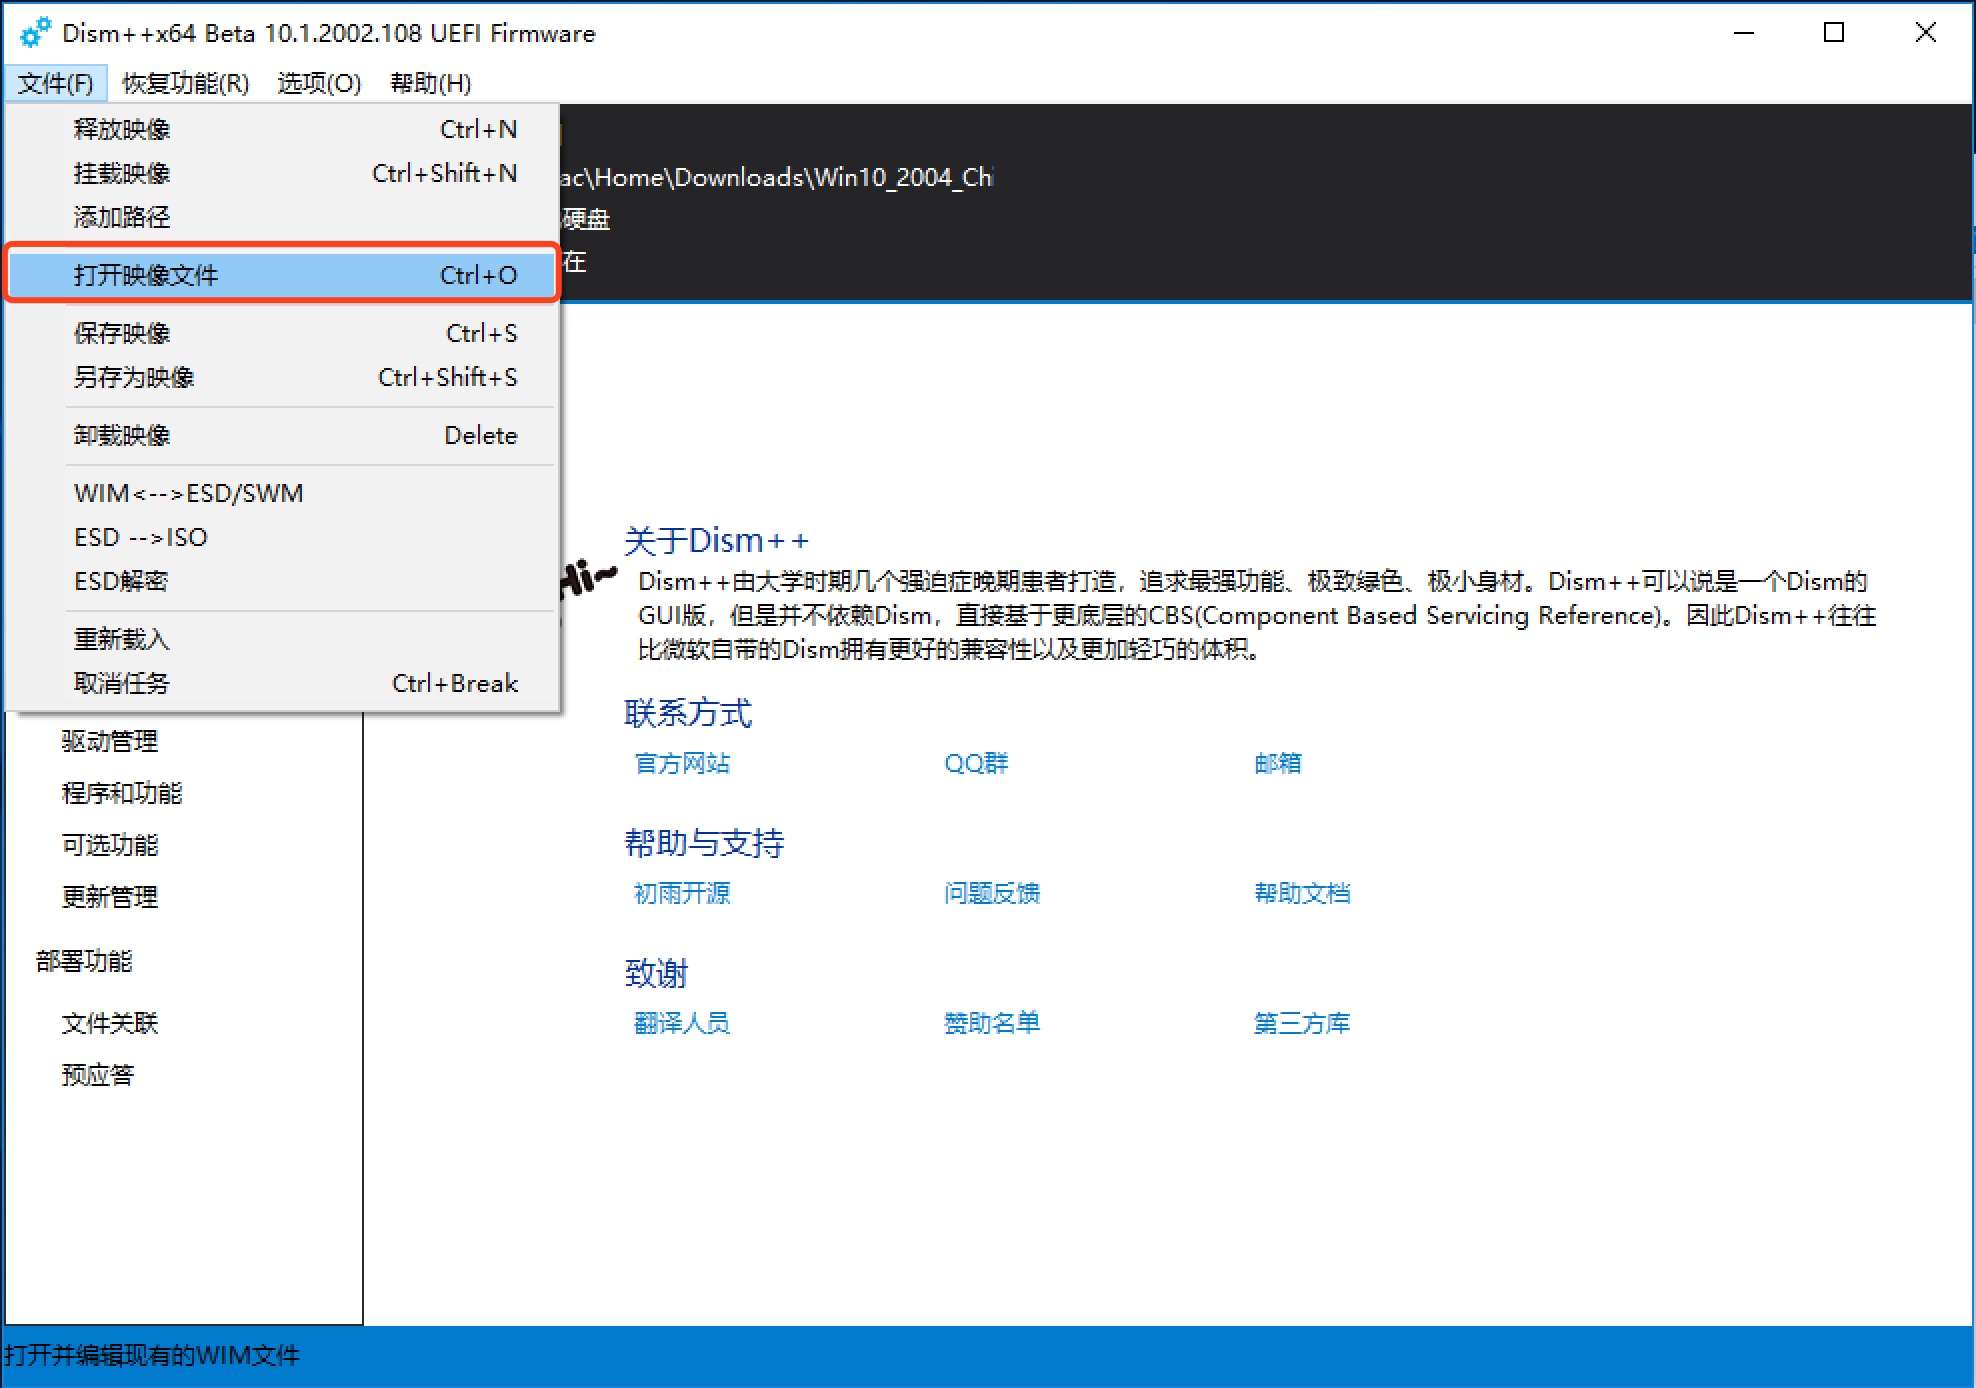 Dism++x64 Beta 10.1.2002.108 UEFI Firmware
文件(F) 恢复功能(R) 选项(O) 帮助(H)
释放映像 Ctrl+N
挂载映像 Ctrl+Shift+N
添加路径
打开映像文件 Ctrl+O
保存映像 Ctrl+S
另存为映像 Ctrl+Shift+S
卸载映像 Delete
WIM<-->ESD/SWM
ESD -->ISO
ESD解密
重新载入
取消任务 Ctrl+Break
ac\Home\Downloads\Win10_2004_Chi
硬盘
在
驱动管理
程序和功能
可选功能
更新管理
部署功能
文件关联
预应答
Hi~
关于Dism++
Dism++由大学时期几个强迫症晚期患者打造，追求最强功能、极致绿色、极小身材。Dism++可以说是一个Dism的
GUI版，但是并不依赖Dism，直接基于更底层的CBS(Component Based Servicing Reference)。因此Dism++往往
比微软自带的Dism拥有更好的兼容性以及更加轻巧的体积。
联系方式
官方网站 QQ群 邮箱
帮助与支持
初雨开源 问题反馈 帮助文档
致谢
翻译人员 赞助名单 第三方库
打开并编辑现有的WIM文件